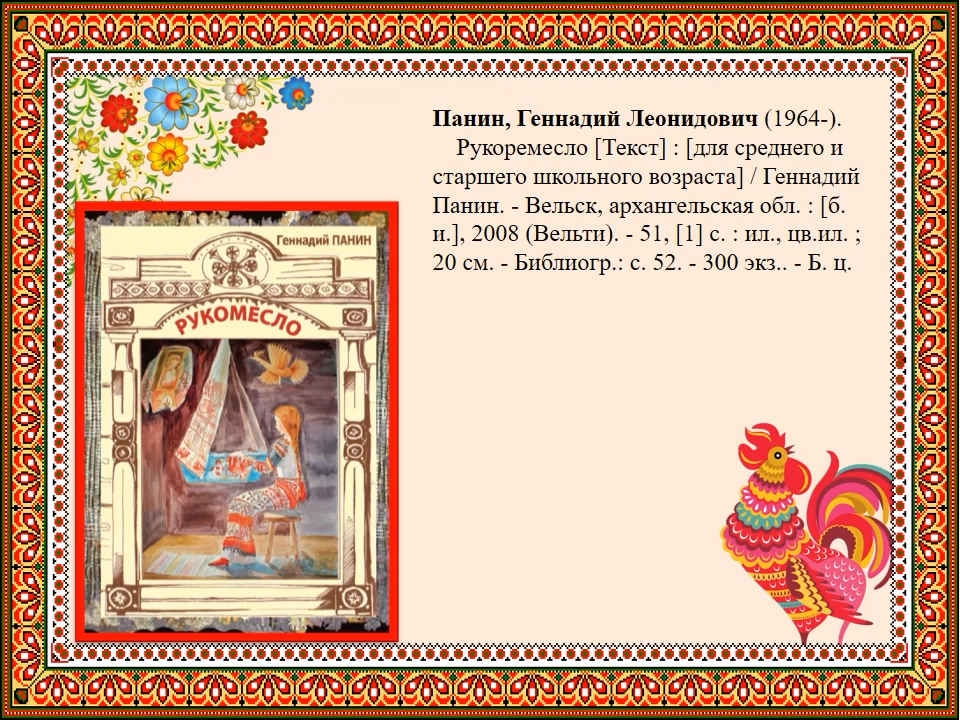 Панин, Геннадий Леонидович (1964-).
Рукоремесло [Текст] : [для среднего и
старшего школьного возраста] / Геннадий
Панин. - Вельск, архангельская обл. : [б.
и.], 2008 (Вельти). - 51, [1] с. : ил., цв.ил. ;
20 см. - Библиогр.: с. 52. - 300 экз.. - Б. ц.
Геннадий ПАНИН
РУКОМЕСЛО